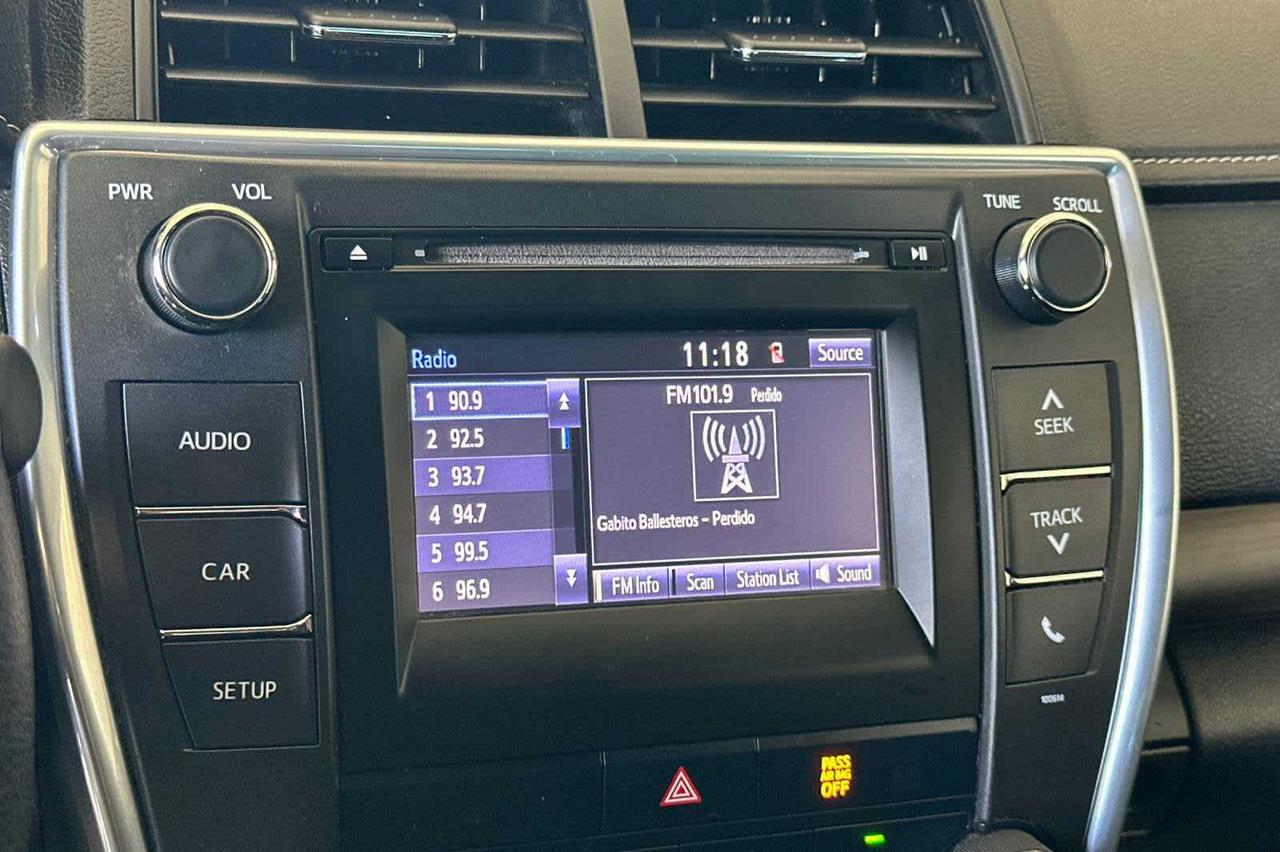 PWR
VOL
TUNE
SCROLL
Radio
11:18
Source
1 90.9
2 92.5
3 93.7
4 94.7
5 99.5
6 96.9
FM101.9 Perdido
Gabito Ballesteros - Perdido
FM Info
Scan
Station List
Sound
AUDIO
CAR
SETUP
SEEK
TRACK
100614
PASS
AIR BAG
OFF